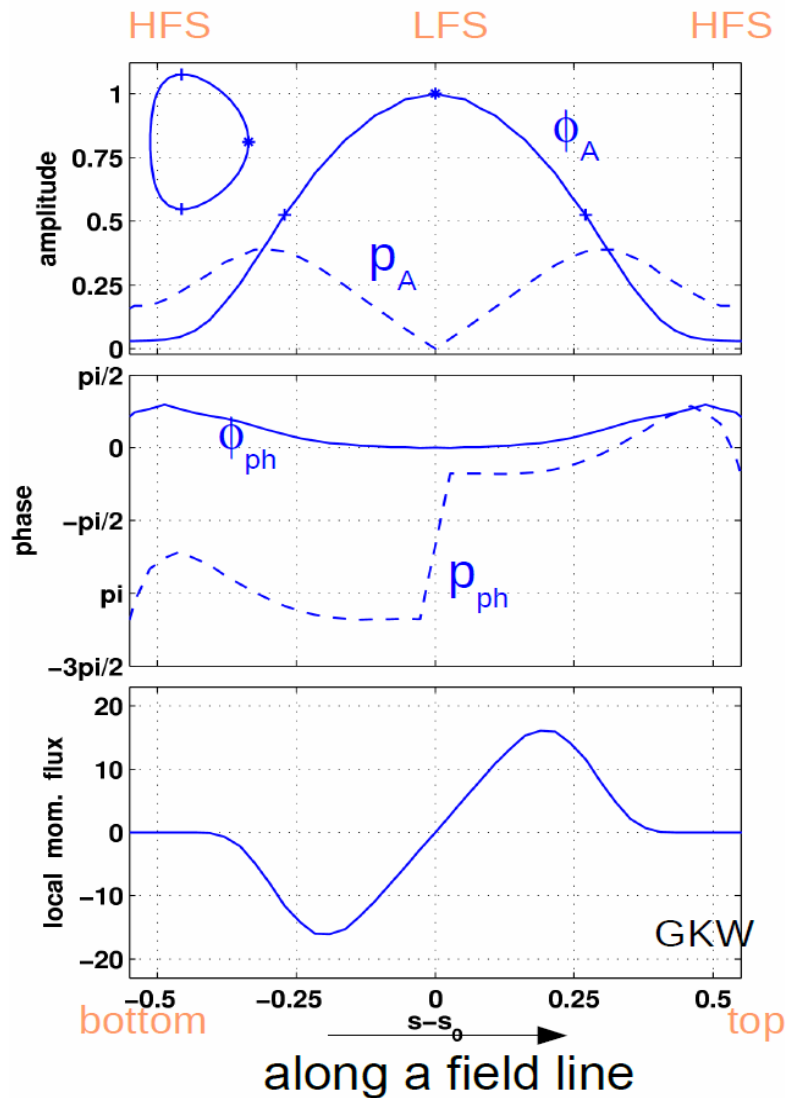 HFS LFS HFS
1
0.75
0.5
0.25
0
amplitude
ϕA
pA
pi/2
0
-pi/2
pi
-3pi/2
phase
ϕph
pph
20
10
0
-10
-20
local mom. flux
GKW
-0.5 -0.25 0 0.25 0.5
bottom s-s0 top
along a field line